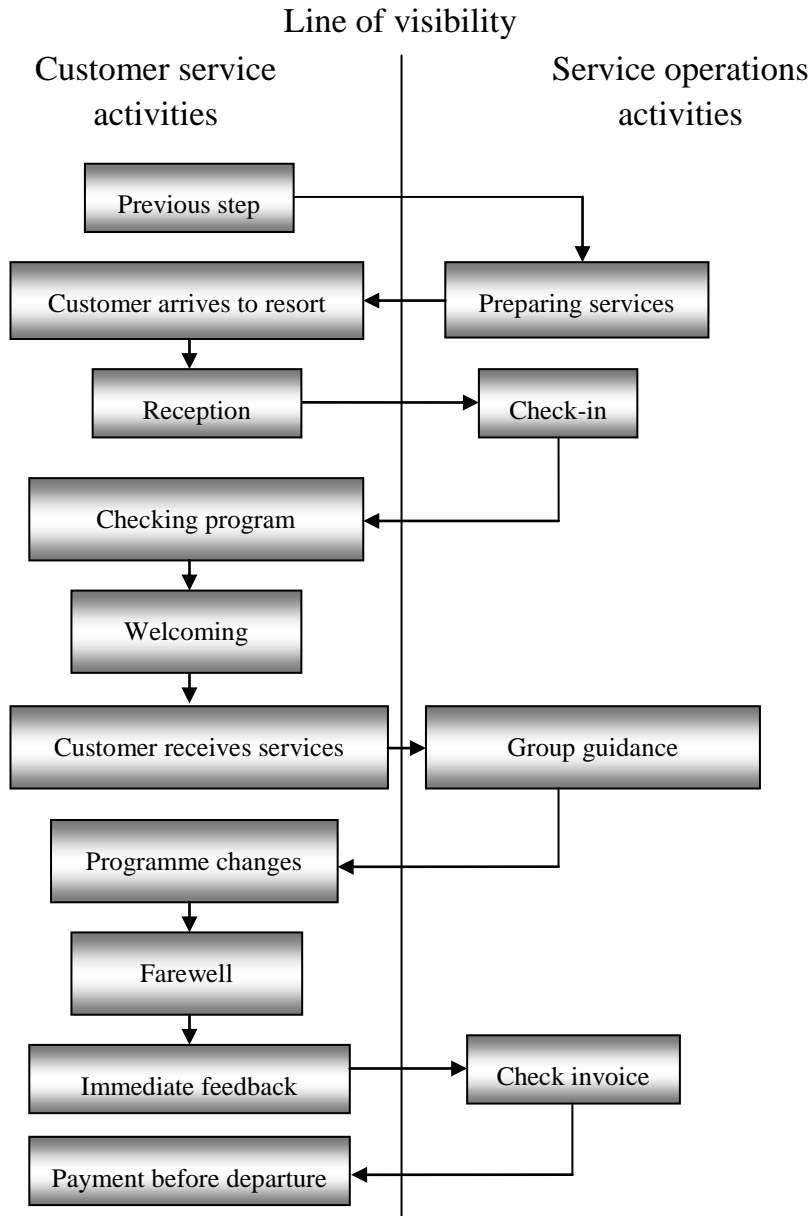 Line of visibility
Customer service
activities
Service operations
activities
Previous step
Customer arrives to resort
Preparing services
Reception
Check-in
Checking program
Welcoming
Customer receives services
Group guidance
Programme changes
Farewell
Immediate feedback
Check invoice
Payment before departure